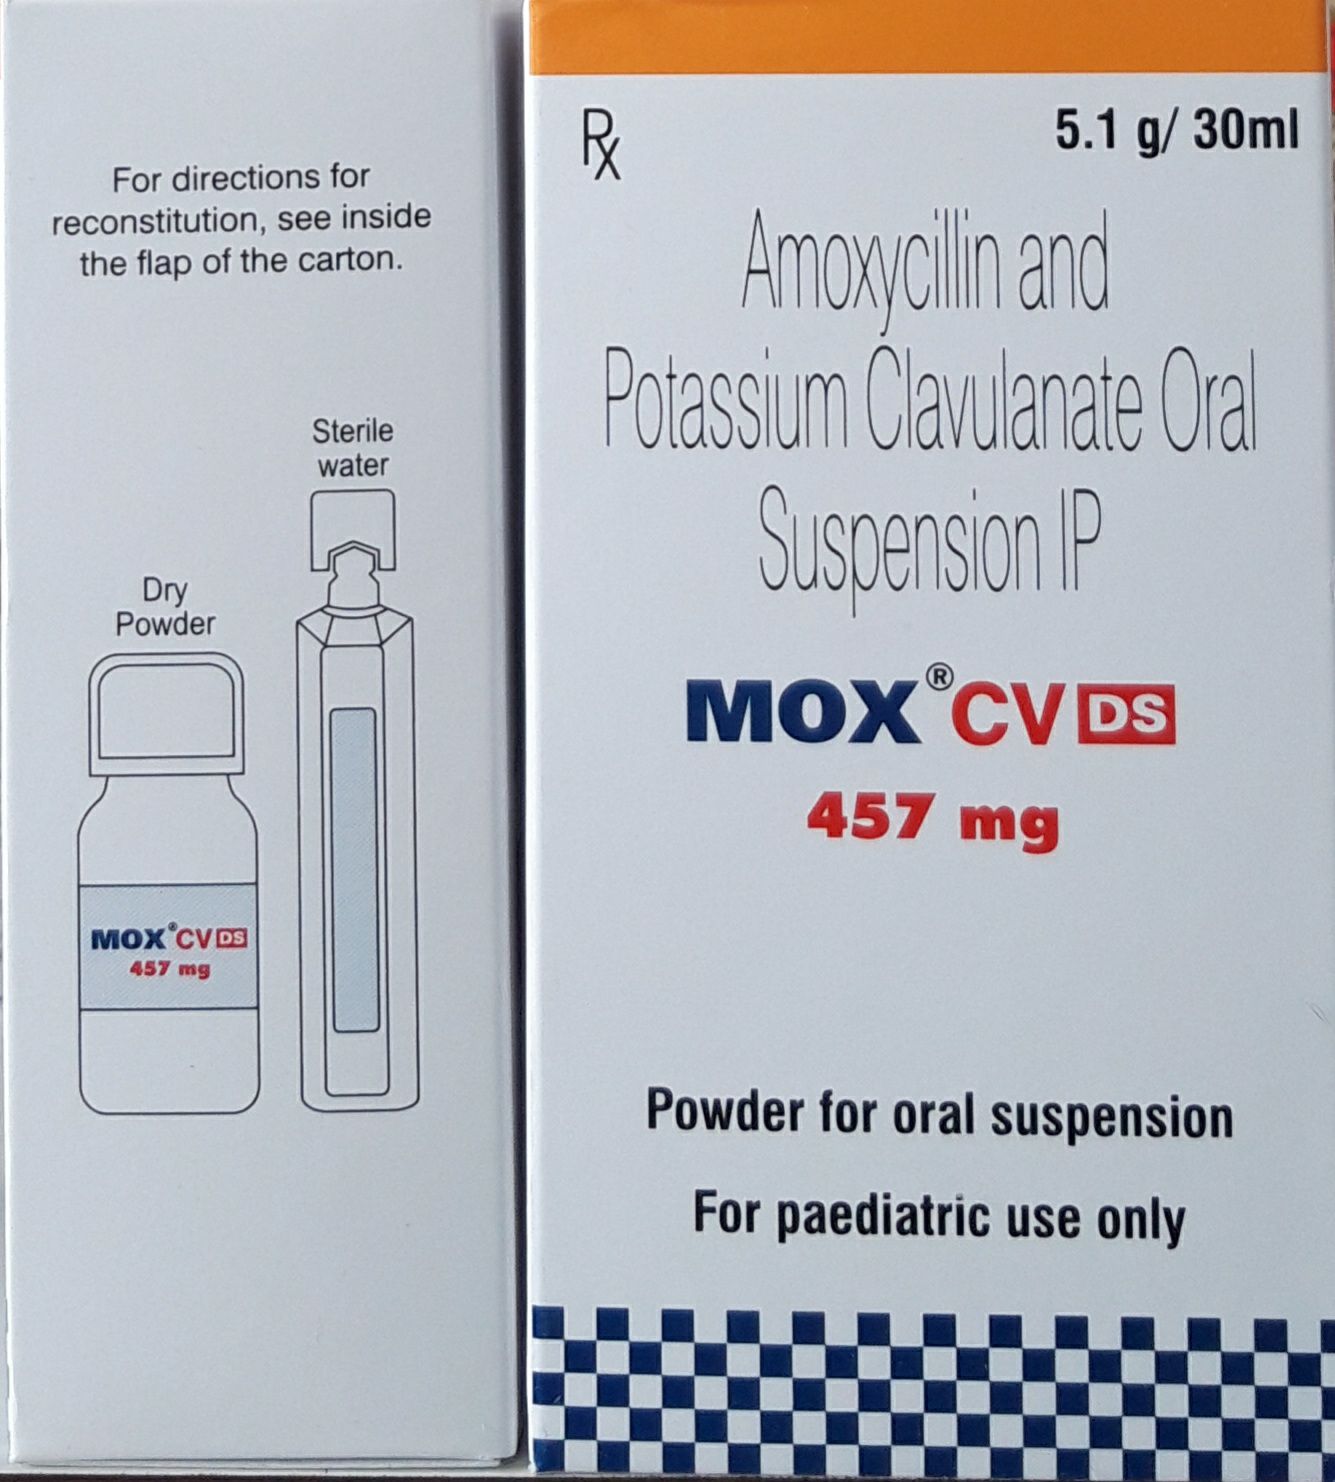 For directions for
reconstitution, see inside
the flap of the carton.
Sterile
water
Dry
Powder
MOX®CV DS
457 mg
Rx
5.1 g/ 30ml
Amoxycillin and
Potassium Clavulanate Oral
Suspension IP
MOX®CV DS
457 mg
Powder for oral suspension
For paediatric use only